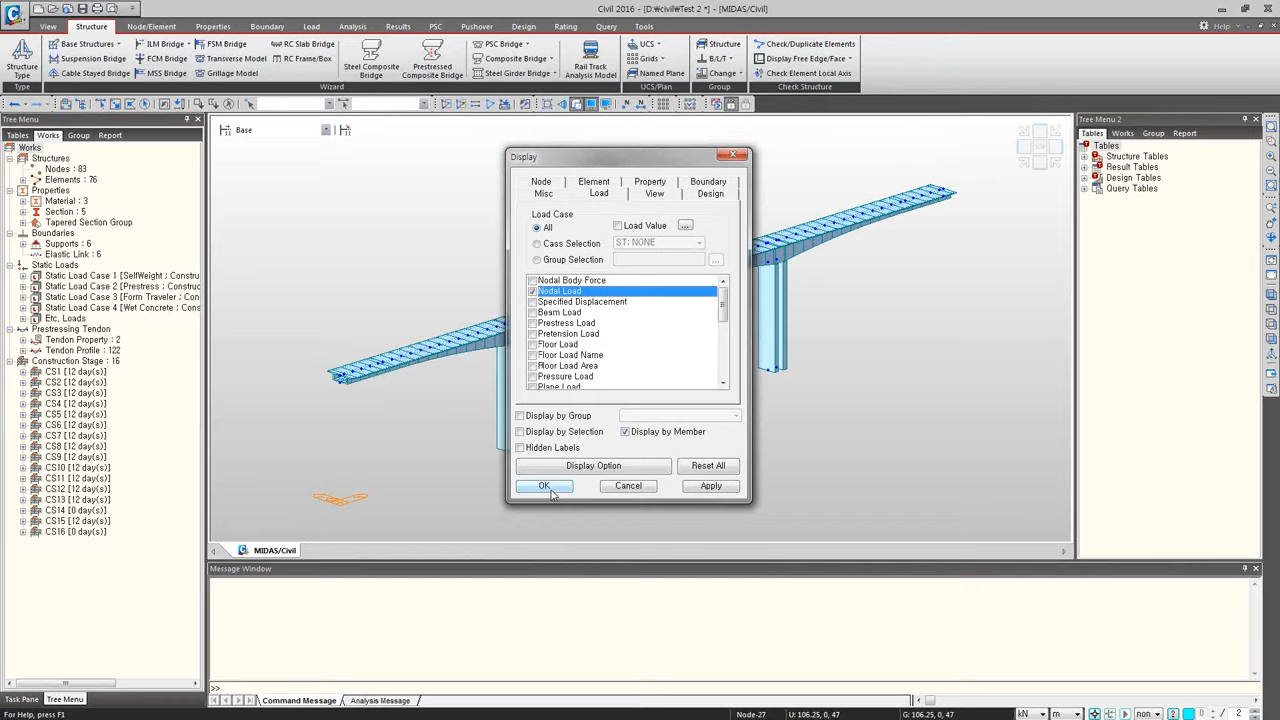 Civil 2016 - [D:\civil\Test 2 *] - [MIDAS/Civil]
View Structure Node/Element Properties Boundary Load Analysis Results PSC Pushover Design Rating Query Tools Help
Base Structures ILM Bridge FSM Bridge RC Slab Bridge PSC Bridge UCS Structure Check/Duplicate Elements
Suspension Bridge FCM Bridge Transverse Model RC Frame/Box Composite Bridge Grids B/L/T Display Free Edge/Face
Structure Type Cable Stayed Bridge MSS Bridge Grillage Model Steel Composite Bridge Prestressed Composite Bridge Steel Girder Bridge Rail Track Analysis Model Named Plane Change Check Element Local Axis
Type Wizard UCS/Plan Group Check Structure
Tree Menu
Tables Works Group Report
Works
Structures
Nodes : 83
Elements : 76
Properties
Material : 3
Section : 5
Tapered Section Group
Boundaries
Supports : 6
Elastic Link : 6
Static Loads
Static Load Case 1 [SelfWeight ; Constru
Static Load Case 2 [Prestress ; Construc
Static Load Case 3 [Form Traveler ; Con
Static Load Case 4 [Wet Concrete ; Con
Etc, Loads
Prestressing Tendon
Tendon Property : 2
Tendon Profile : 122
Construction Stage : 16
CS1 [12 day(s)]
CS2 [12 day(s)]
CS3 [12 day(s)]
CS4 [12 day(s)]
CS5 [12 day(s)]
CS6 [12 day(s)]
CS7 [12 day(s)]
CS8 [12 day(s)]
CS9 [12 day(s)]
CS10 [12 day(s)]
CS11 [12 day(s)]
CS12 [12 day(s)]
CS13 [12 day(s)]
CS14 [0 day(s)]
CS15 [12 day(s)]
CS16 [0 day(s)]
Task Pane Tree Menu
Base
Display
Node Element Property Boundary
Misc Load View Design
Load Case
All Load Value ...
Cass Selection ST: NONE
Group Selection ...
Nodal Body Force
Nodal Load
Specified Displacement
Beam Load
Prestress Load
Pretension Load
Floor Load
Floor Load Name
Floor Load Area
Pressure Load
Plane Load
Display by Group
Display by Selection Display by Member
Hidden Labels
Display Option Reset All
OK Cancel Apply
MIDAS/Civil
Message Window
>>
Command Message Analysis Message
Tree Menu 2
Tables Works Group Report
Tables
Structure Tables
Result Tables
Design Tables
Query Tables
For Help, press F1 Node-27 U: 106.25, 0, 47 G: 106.25, 0, 47 kN m non ? 0 / 2